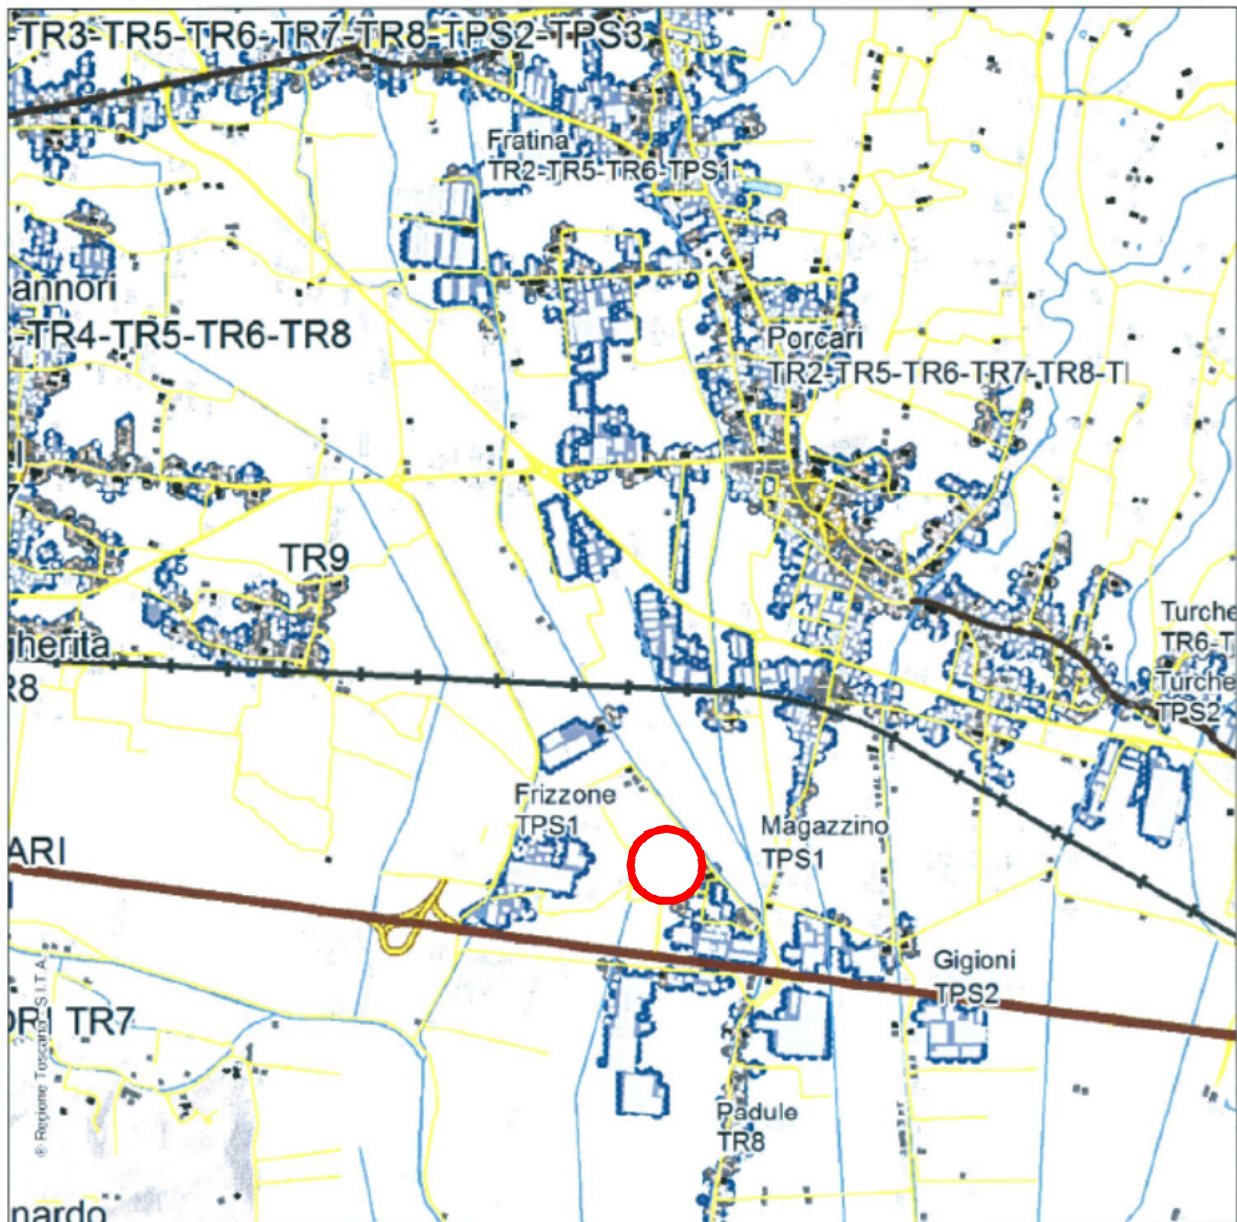 -TR3-TR5-TR6-TR7-TR8-TPS2-TPS3
Fratina
TR2-TR5-TR6-TPS1
annori
-TR4-TR5-TR6-TR8
Porcari
TR2-TR5-TR6-TR7-TR8-T
TR9
gherita
R8
Turche
TR6-T
Turche
TPS2
Frizzone
TPS1
Magazzino
TPS1
ARI
Gigioni
TPS2
RI TR7
® Regione Toscana - S.I.T.A.
Padule
TR8
nardo